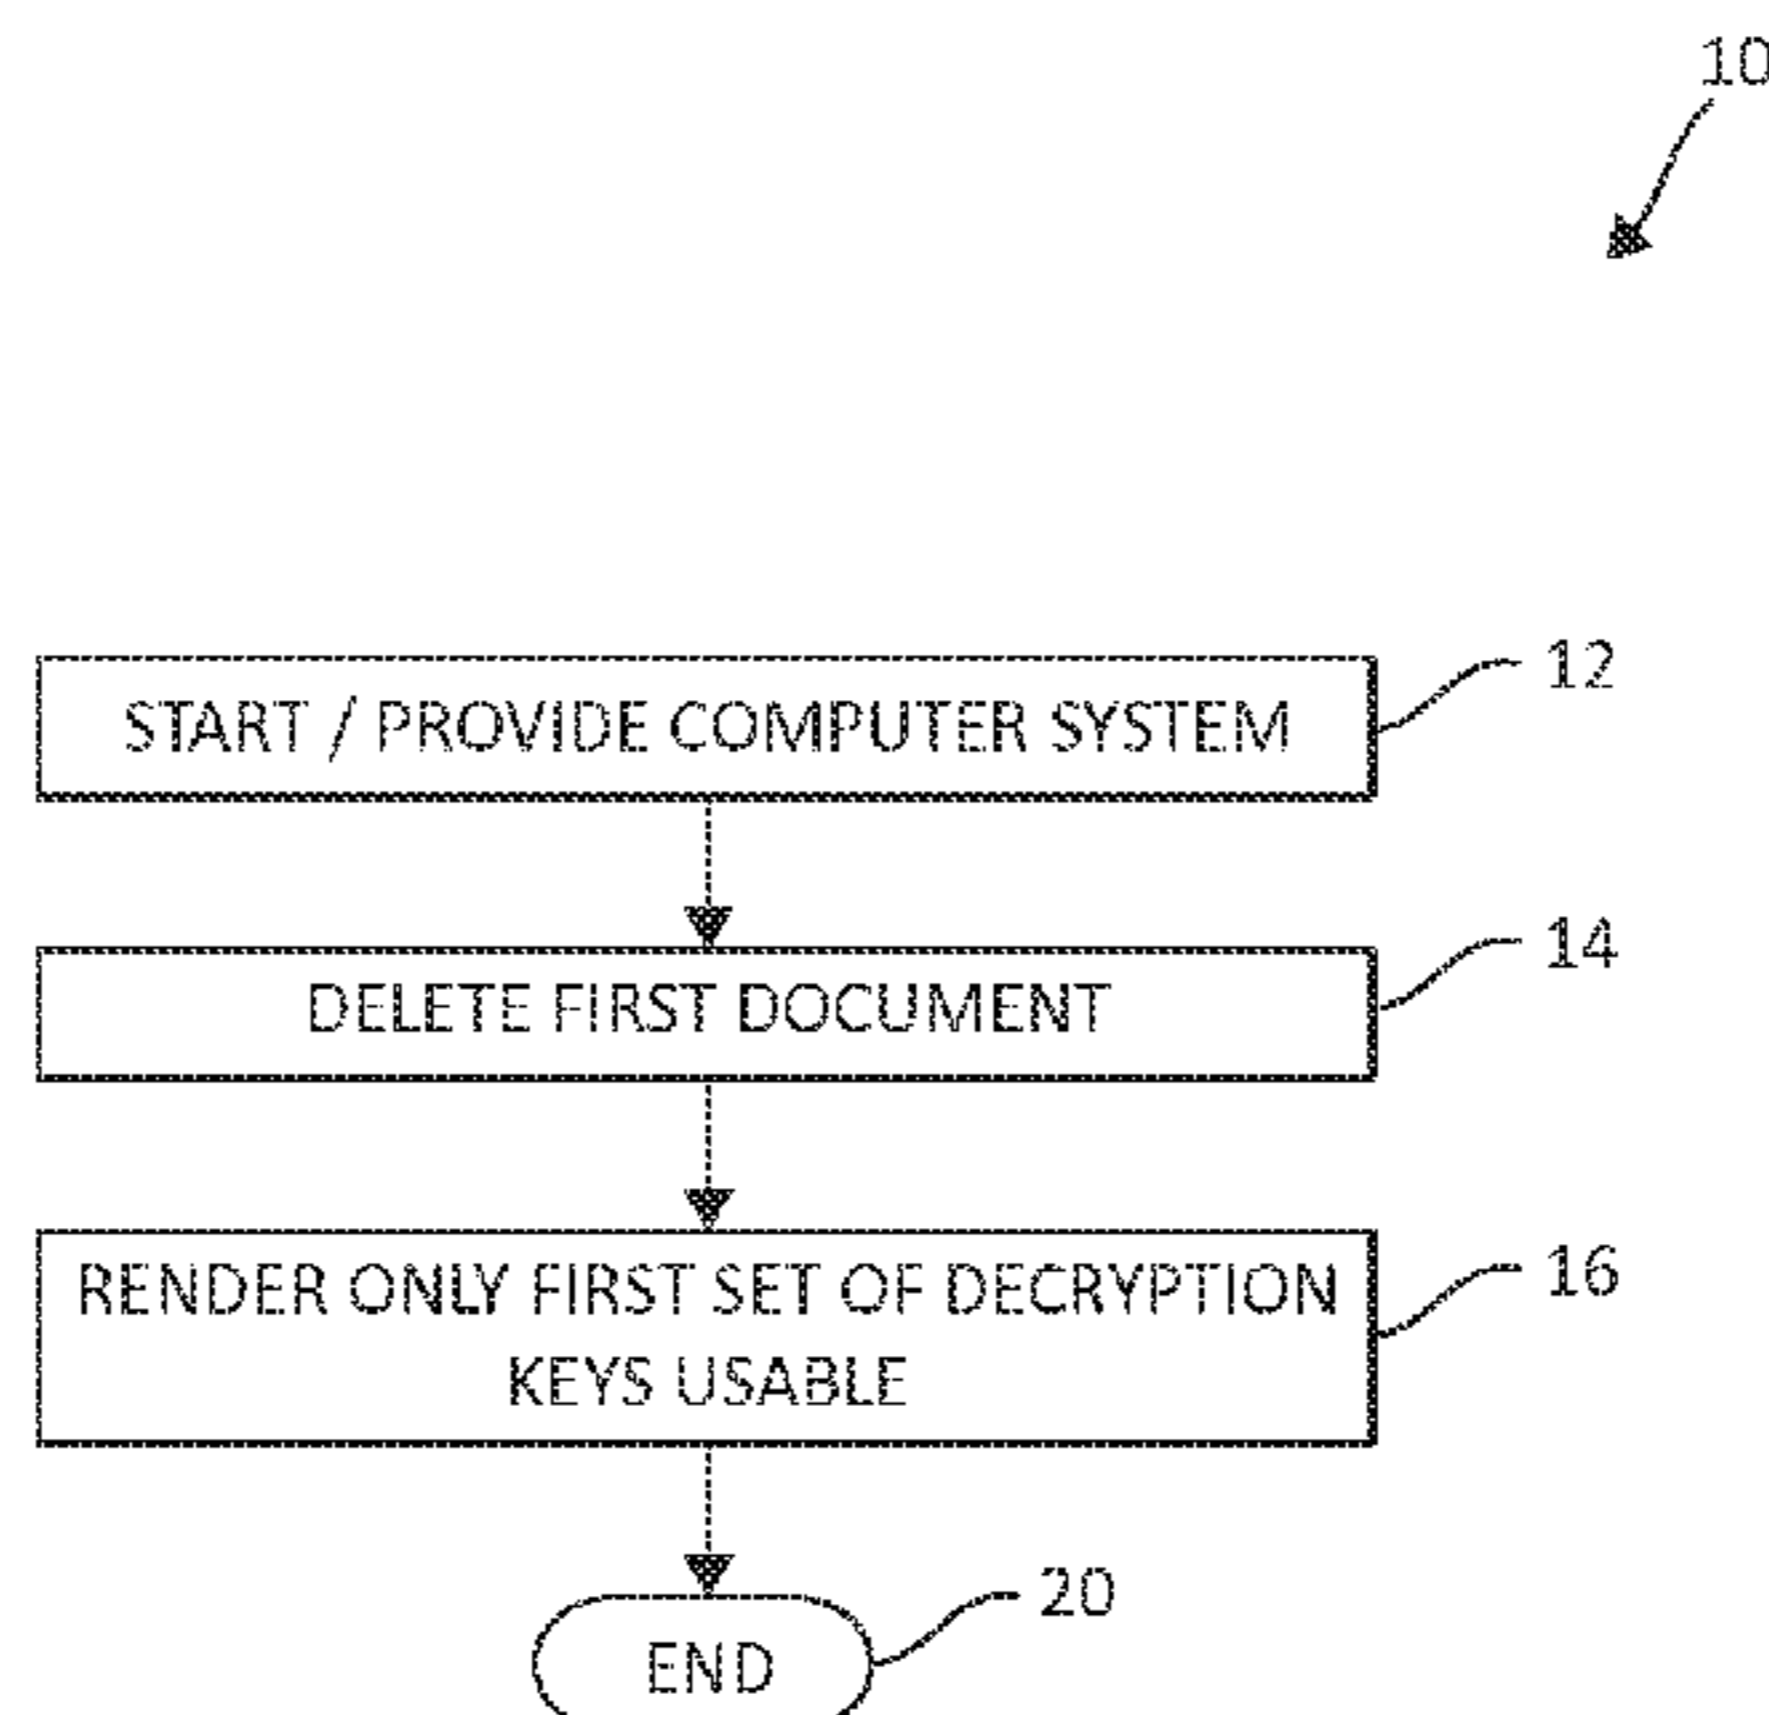 10
START / PROVIDE COMPUTER SYSTEM
12
DELETE FIRST DOCUMENT
14
RENDER ONLY FIRST SET OF DECRYPTION
KEYS USABLE
16
END
20